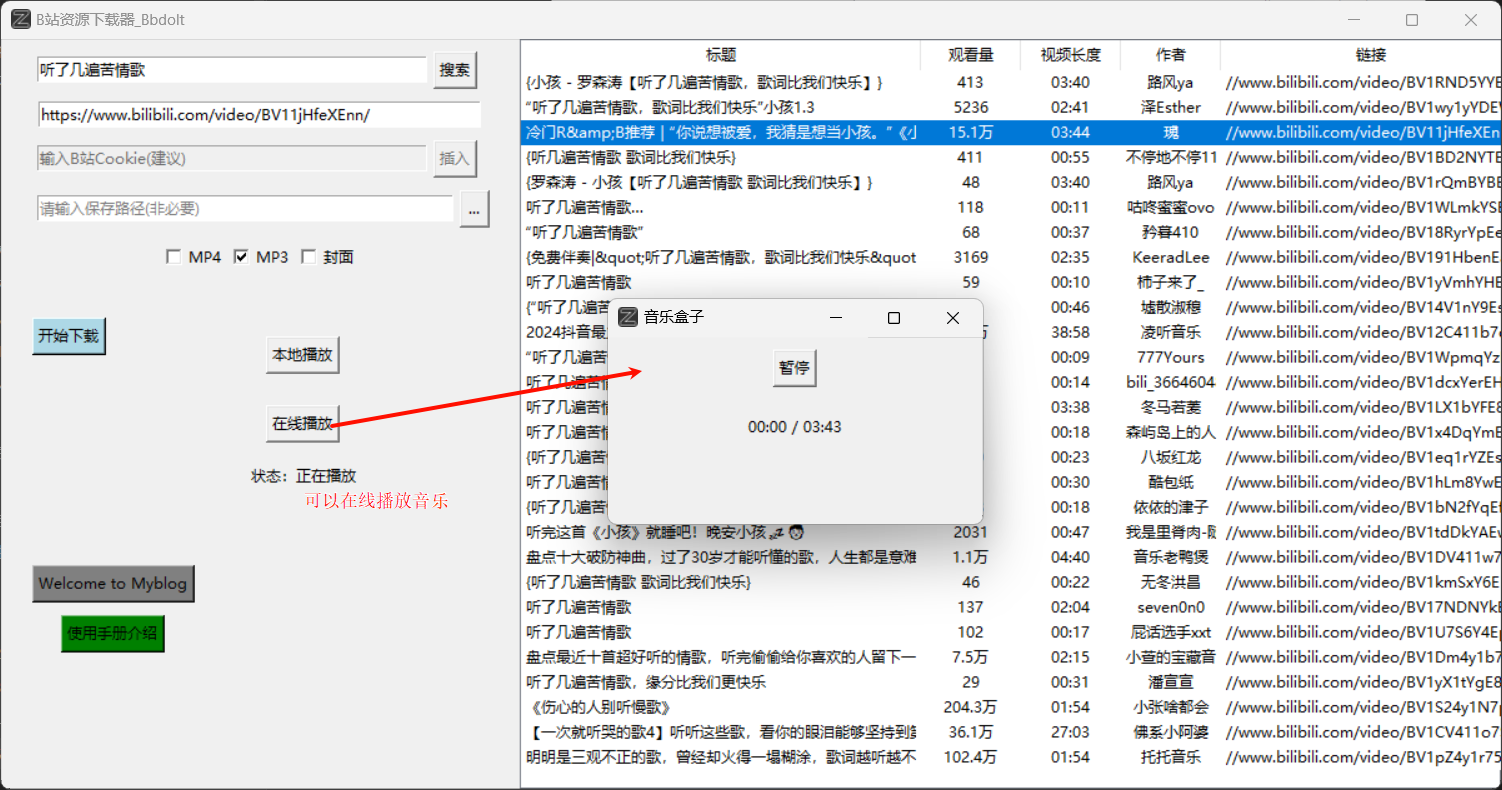 B站资源下载器_Bbdolt
听了几遍苦情歌
搜索
https://www.bilibili.com/video/BV11jHfeXEnn/
输入B站Cookie(建议)
插入
请输入保存路径(非必要)
...
MP4 MP3 封面
开始下载
本地播放
在线播放
状态：正在播放
可以在线播放音乐
Welcome to Myblog
使用手册介绍
标题 观看量 视频长度 作者 链接
{小孩 - 罗森涛【听了几遍苦情歌，歌词比我们快乐】} 413 03:40 路风ya //www.bilibili.com/video/BV1RND5YYE
“听了几遍苦情歌，歌词比我们快乐”小孩1.3 5236 02:41 泽Esther //www.bilibili.com/video/BV1wy1yYDE
冷门R&amp;B推荐 | “你说想被爱，我猜是想当小孩。”《小 15.1万 03:44 //www.bilibili.com/video/BV11jHfeXEn
{听几遍苦情歌 歌词比我们快乐} 411 00:55 不停地不停11 //www.bilibili.com/video/BV1BD2NYTE
{罗森涛 - 小孩【听了几遍苦情歌 歌词比我们快乐】} 48 03:40 路风ya //www.bilibili.com/video/BV1rQmBYBE
听了几遍苦情歌... 118 00:11 咕咚蜜蜜ovo //www.bilibili.com/video/BV1WLmkYS
“听了几遍苦情歌” 68 00:37 矜暮410 //www.bilibili.com/video/BV18RyrYpEe
{免费伴奏|&quot;听了几遍苦情歌，歌词比我们快乐&quot 3169 02:35 KeeradLee //www.bilibili.com/video/BV191HbenE
听了几遍苦情歌 59 00:10 柿子来了_ //www.bilibili.com/video/BV1yVmhYHE
{“听了几遍苦 00:46 墟散淑穆 //www.bilibili.com/video/BV14V1nY9Es
2024抖音最 38:58 凌听音乐 //www.bilibili.com/video/BV12C411b7
“听了几遍苦 00:09 777Yours //www.bilibili.com/video/BV1WpmqYz
听了几遍苦情 00:14 bili_3664604 //www.bilibili.com/video/BV1dcxYerEH
听了几遍苦情 03:38 冬马若菱 //www.bilibili.com/video/BV1LX1bYFE8
听了几遍苦情 00:18 森屿岛上的人 //www.bilibili.com/video/BV1x4DqYmE
{听了几遍苦 00:23 八坂红龙 //www.bilibili.com/video/BV1eq1rYZEs
听了几遍苦情 00:30 酷包纸 //www.bilibili.com/video/BV1hLm8YwE
{听了几遍苦 00:18 依依的津子 //www.bilibili.com/video/BV1bN2fYqEf
听完这首《小孩》就睡吧！晚安小孩💤🧑 2031 00:47 我是里脊肉- //www.bilibili.com/video/BV1tdDkYAE
盘点十大破防神曲，过了30岁才能听懂的歌，人生都是意难 1.1万 04:40 音乐老鸭煲 //www.bilibili.com/video/BV1DV411w7
{听了几遍苦情歌 歌词比我们快乐} 46 00:22 无冬洪昌 //www.bilibili.com/video/BV1kmSxY6E
听了几遍苦情歌 137 02:04 seven0n0 //www.bilibili.com/video/BV17NDNYkE
听了几遍苦情歌 102 00:17 屁话选手xxt //www.bilibili.com/video/BV1U7S6Y4E
盘点最近十首超好听的情歌，听完偷偷给你喜欢的人留下一 7.5万 02:15 小萱的宝藏音 //www.bilibili.com/video/BV1Dm4y1b7
听了几遍苦情歌，缘分比我们更快乐 29 00:31 潘宣宣 //www.bilibili.com/video/BV1yX1tYgE8
《伤心的人别听慢歌》 204.3万 01:54 小张啥都会 //www.bilibili.com/video/BV1S24y1N7
【一次就听哭的歌4】听听这些歌，看你的眼泪能够坚持到 36.1万 27:03 佛系小阿婆 //www.bilibili.com/video/BV1CV411o7
明明是三观不正的歌，曾经却火得一塌糊涂，歌词越听越不 102.4万 01:54 托托音乐 //www.bilibili.com/video/BV1pZ4y1r75
音乐盒子
暂停
00:00 / 03:43